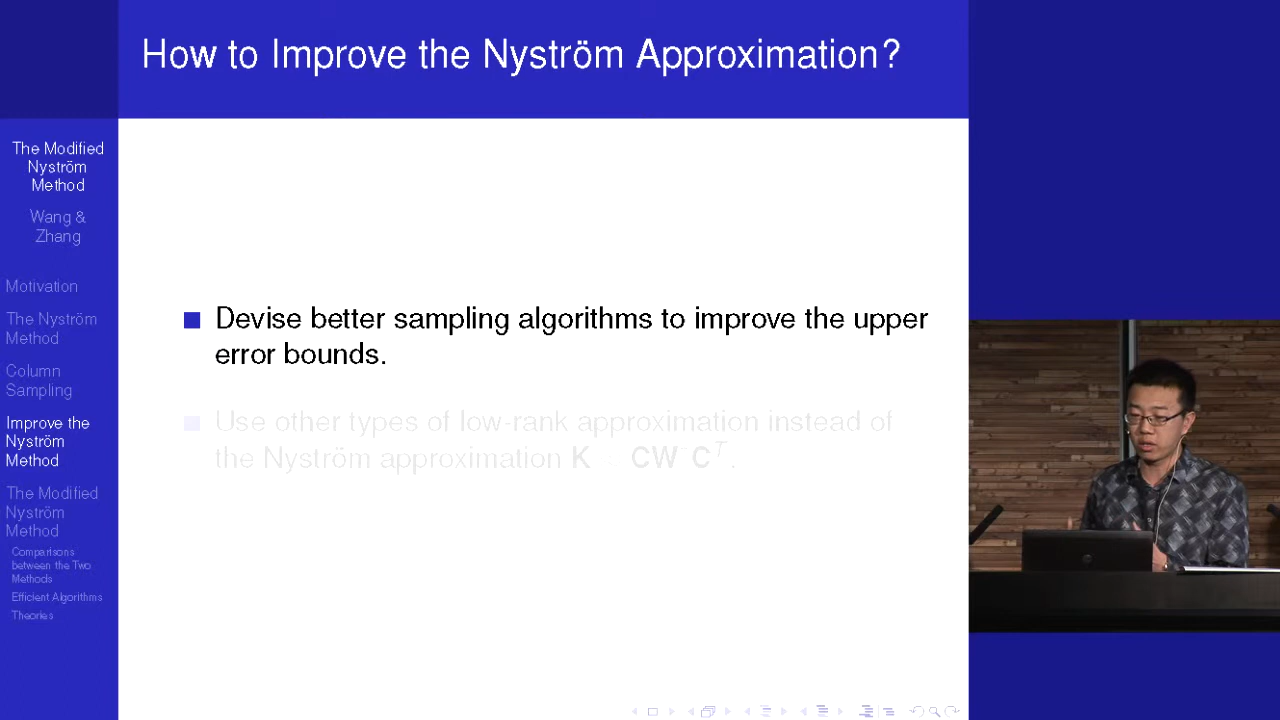 How to Improve the Nyström Approximation?
The Modified
Nyström
Method
Wang &
Zhang
Motivation
The Nyström
Method
Column
Sampling
Improve the
Nyström
Method
The Modified
Nyström
Method
Comparisons
between the Two
Methods
Efficient Algorithms
Theories
Devise better sampling algorithms to improve the upper
error bounds.
Use other types of low-rank approximation instead of
the Nyström approximation K CW C^T.